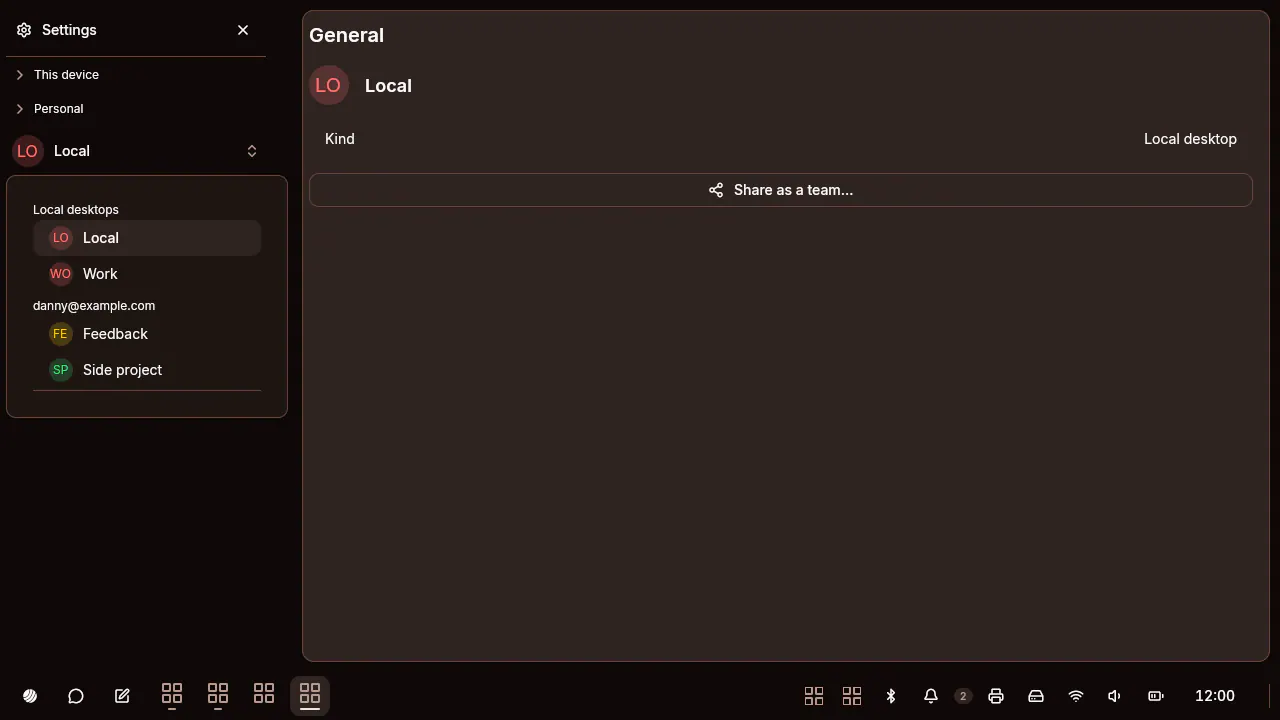 Settings
This device
Personal
LO Local
Local desktops
LO Local
WO Work
danny@example.com
FE Feedback
SP Side project
General
LO Local
Kind Local desktop
Share as a team...
2 12:00